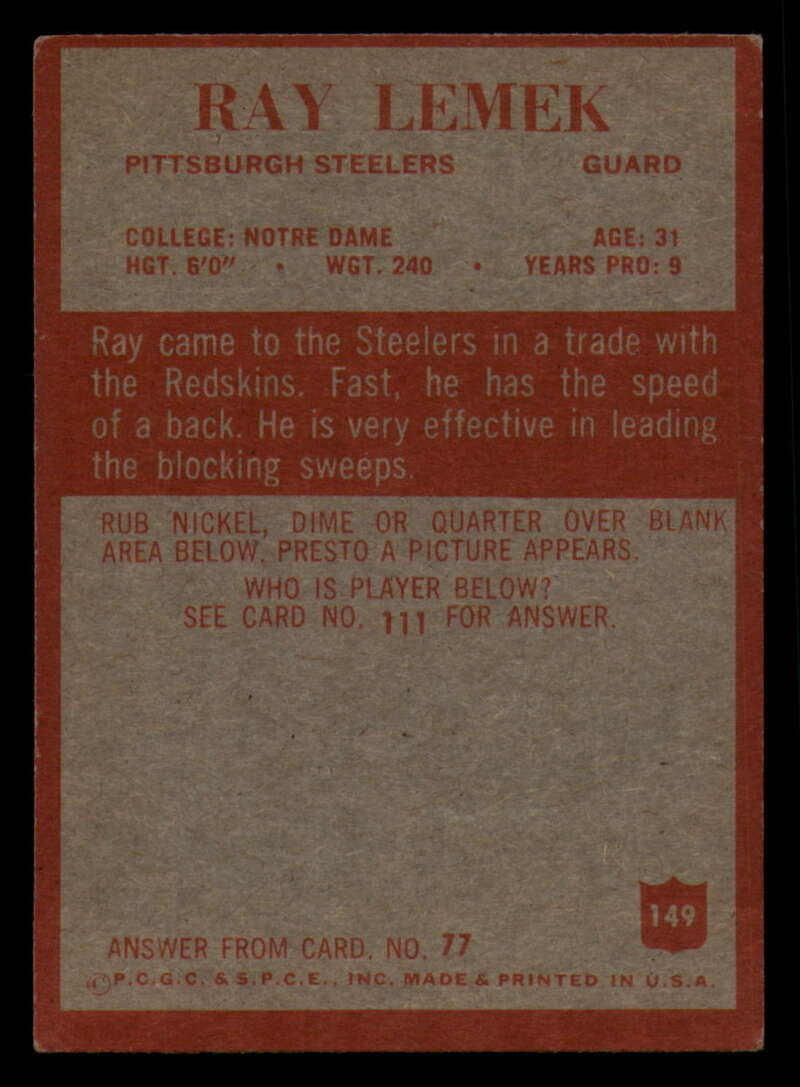 RAY LEMEK
PITTSBURGH STEELERS GUARD
COLLEGE: NOTRE DAME AGE: 31
HGT. 6'0" • WGT. 240 • YEARS PRO: 9
Ray came to the Steelers in a trade with
the Redskins. Fast, he has the speed
of a back. He is very effective in leading
the blocking sweeps.
RUB NICKEL, DIME OR QUARTER OVER BLANK
AREA BELOW. PRESTO A PICTURE APPEARS.
WHO IS PLAYER BELOW?
SEE CARD NO. 111 FOR ANSWER.
149
ANSWER FROM CARD. NO. 77
©P.C.G.C. & S.P.C.E., INC. MADE & PRINTED IN U.S.A.